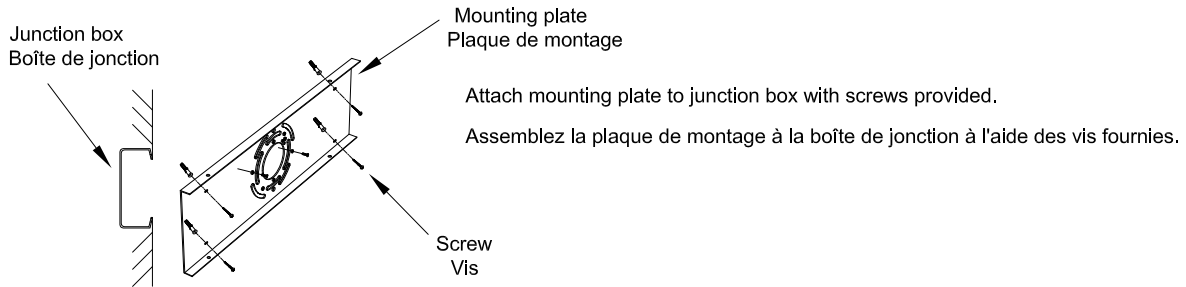 Junction box
Boîte de jonction
Mounting plate
Plaque de montage
Attach mounting plate to junction box with screws provided.
Assemblez la plaque de montage à la boîte de jonction à l'aide des vis fournies.
Screw
Vis